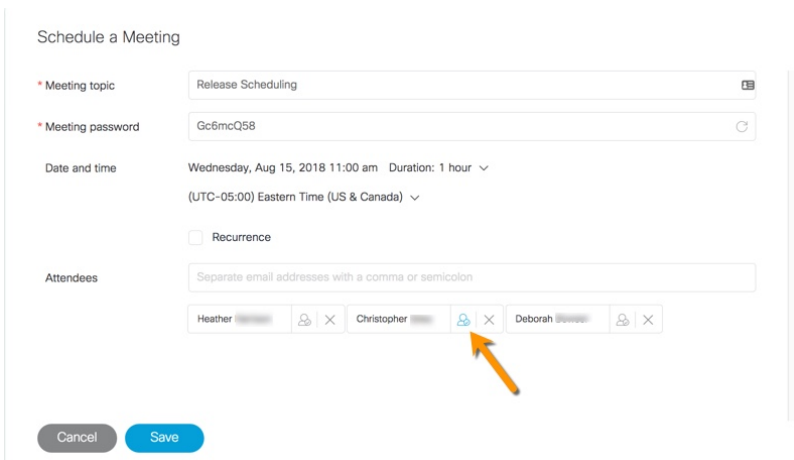 Schedule a Meeting
* Meeting topic
Release Scheduling
* Meeting password
Gc6mcQ58
Date and time
Wednesday, Aug 15, 2018 11:00 am Duration: 1 hour
(UTC-05:00) Eastern Time (US & Canada)
Recurrence
Attendees
Separate email addresses with a comma or semicolon
Heather
Christopher
Deborah
Cancel
Save